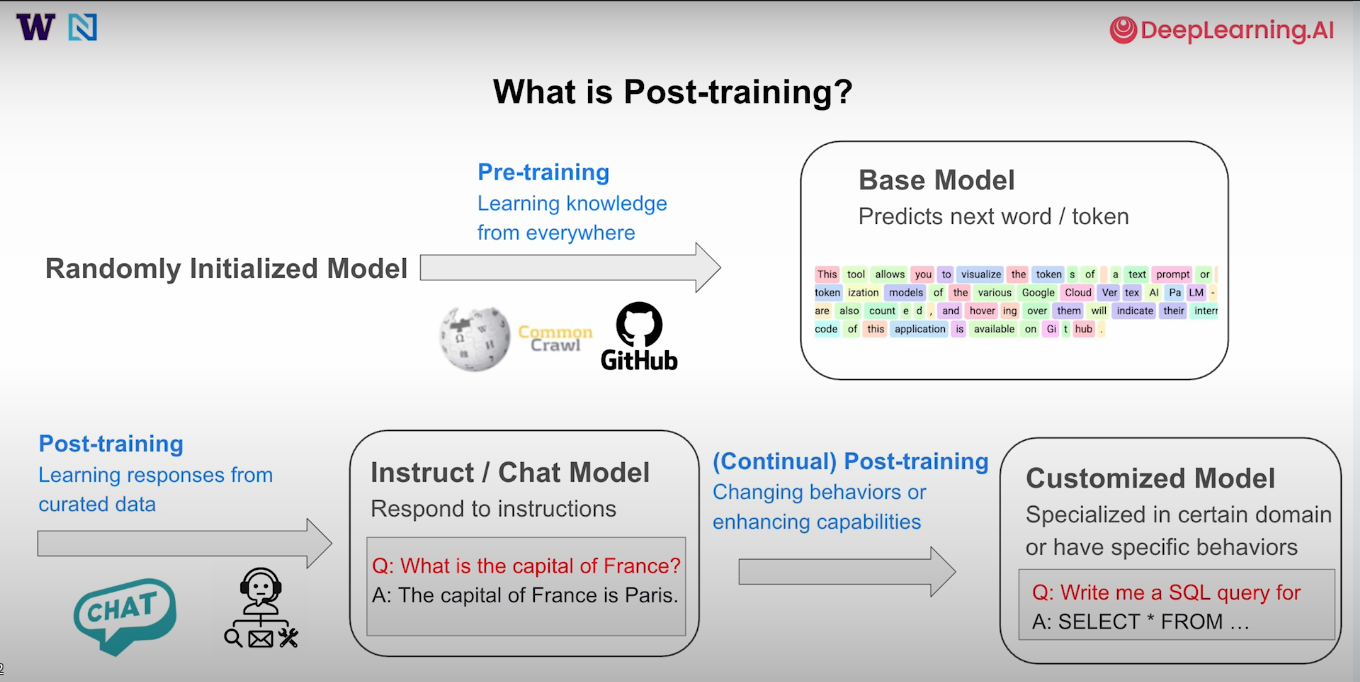 W N
DeepLearning.AI
What is Post-training?
Pre-training
Learning knowledge
from everywhere
Randomly Initialized Model
W
Ω
Common
Crawl
GitHub
Base Model
Predicts next word / token
This tool allows you to visualize the token s of a text prompt or
token ization models of the various Google Cloud Ver tex AI Pa LM -
are also count e d , and hover ing over them will indicate their interr
code of this application is available on Gi t hub .
Post-training
Learning responses from
curated data
CHAT
Instruct / Chat Model
Respond to instructions
Q: What is the capital of France?
A: The capital of France is Paris.
(Continual) Post-training
Changing behaviors or
enhancing capabilities
Customized Model
Specialized in certain domain
or have specific behaviors
Q: Write me a SQL query for
A: SELECT * FROM …
2